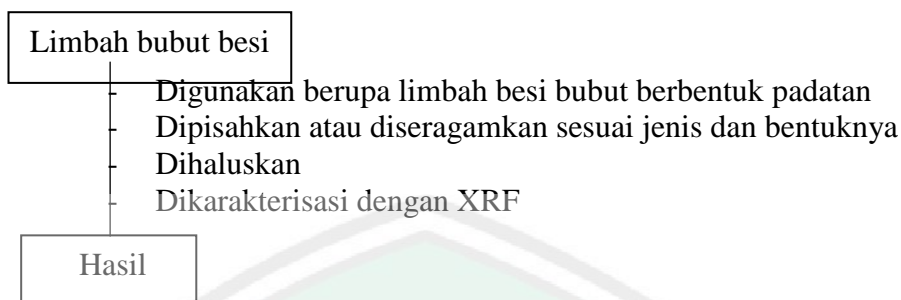 Limbah bubut besi
- Digunakan berupa limbah besi bubut berbentuk padatan
- Dipisahkan atau diseragamkan sesuai jenis dan bentuknya
- Dihaluskan
- Dikarakterisasi dengan XRF
Hasil